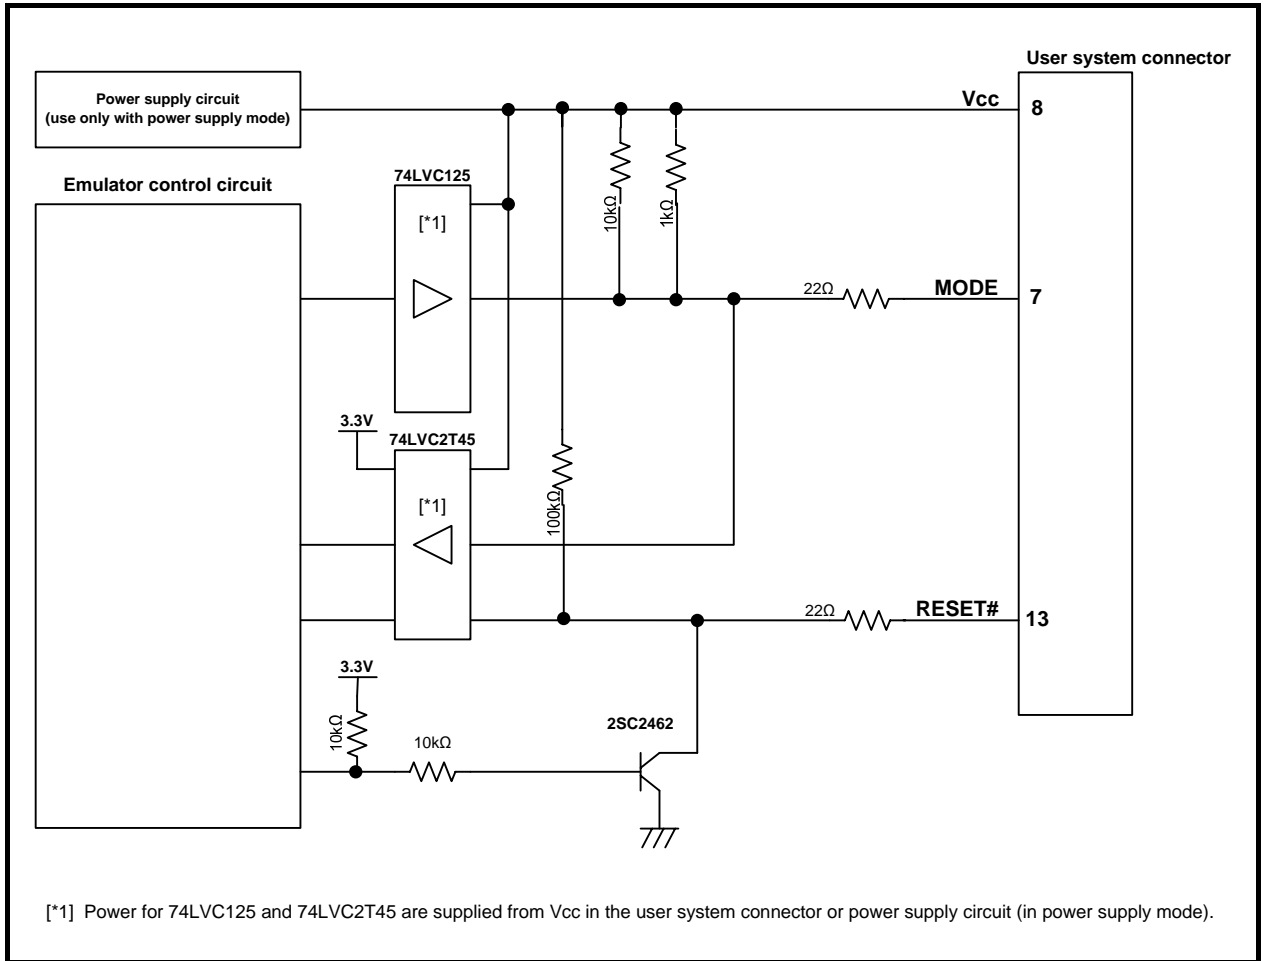 User system connector
Power supply circuit
(use only with power supply mode)
Vcc
8
Emulator control circuit
74LVC125
[*1]
10kΩ
1kΩ
22Ω
MODE
7
3.3V
74LVC2T45
[*1]
100kΩ
22Ω
RESET#
13
3.3V
10kΩ
10kΩ
2SC2462
[*1] Power for 74LVC125 and 74LVC2T45 are supplied from Vcc in the user system connector or power supply circuit (in power supply mode).